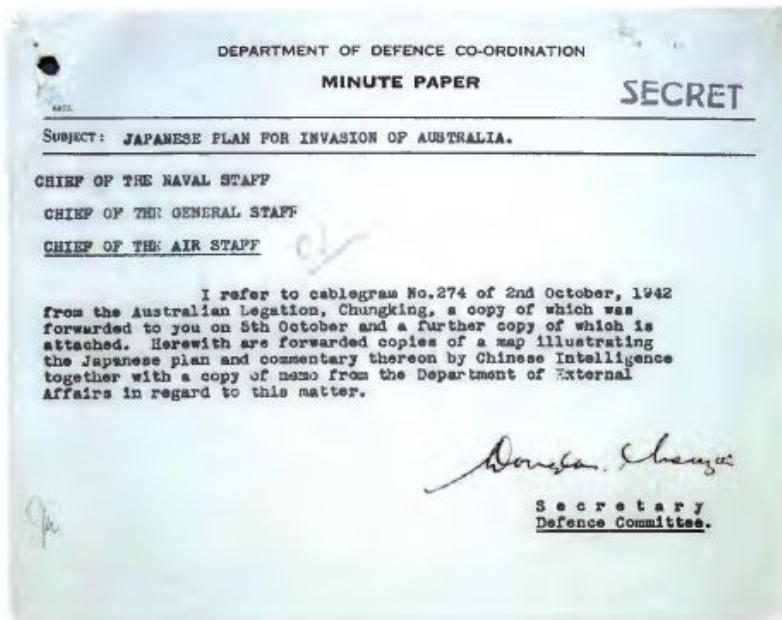 DEPARTMENT OF DEFENCE CO-ORDINATION
MINUTE PAPER
SECRET
SUBJECT: JAPANESE PLAN FOR INVASION OF AUSTRALIA.
CHIEF OF THE NAVAL STAFF
CHIEF OF THE GENERAL STAFF
CHIEF OF THE AIR STAFF
I refer to cablegram No.274 of 2nd October, 1942
from the Australian Legation, Chungking, a copy of which was
forwarded to you on 5th October and a further copy of which is
attached. Herewith are forwarded copies of a map illustrating
the Japanese plan and commentary thereon by Chinese Intelligence
together with a copy of memo from the Department of External
Affairs in regard to this matter.
Douglas
Secretary
Defence Committee.